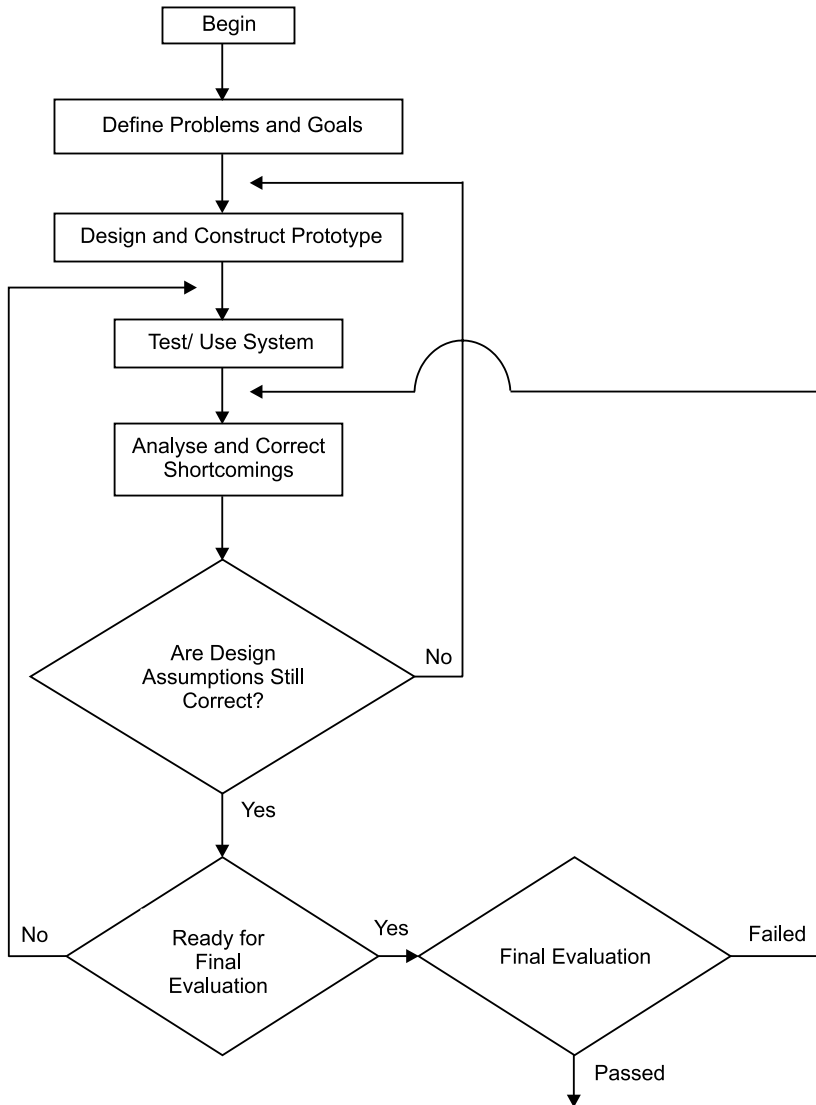 Begin
Define Problems and Goals
Design and Construct Prototype
Test/ Use System
Analyse and Correct
Shortcomings
Are Design
Assumptions Still
Correct?
No
Yes
Ready for
Final
Evaluation
No
Yes
Final Evaluation
Failed
Passed